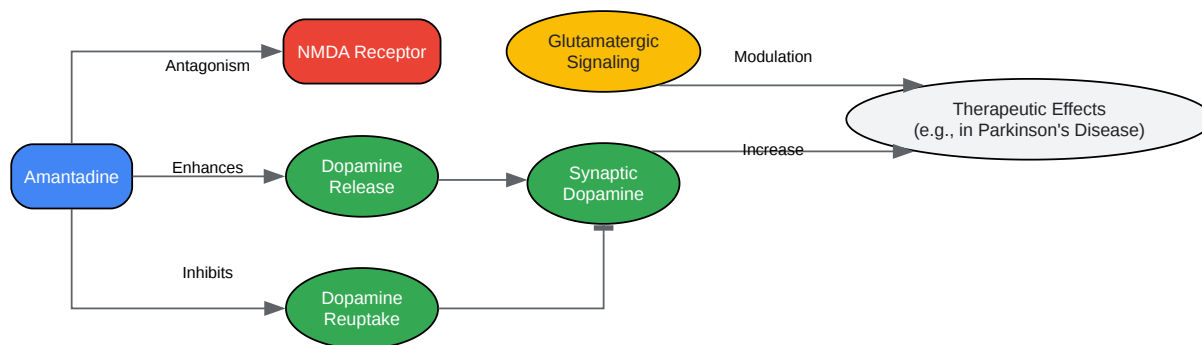 NMDA Receptor
Antagonism
Glutamatergic
Signaling
Modulation
Therapeutic Effects
(e.g., in Parkinson's Disease)
Amantadine
Enhances
Dopamine
Release
Synaptic
Dopamine
Increase
Inhibits
Dopamine
Reuptake